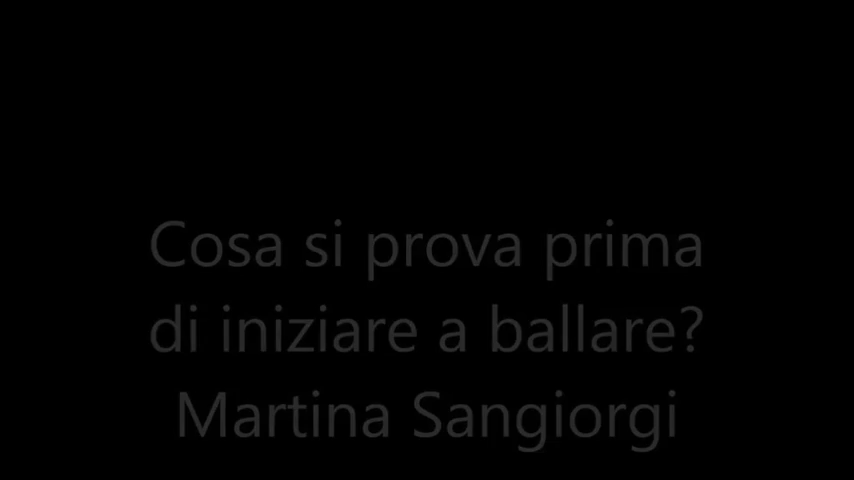 Cosa si prova prima
di iniziare a ballare?
Martina Sangiorgi